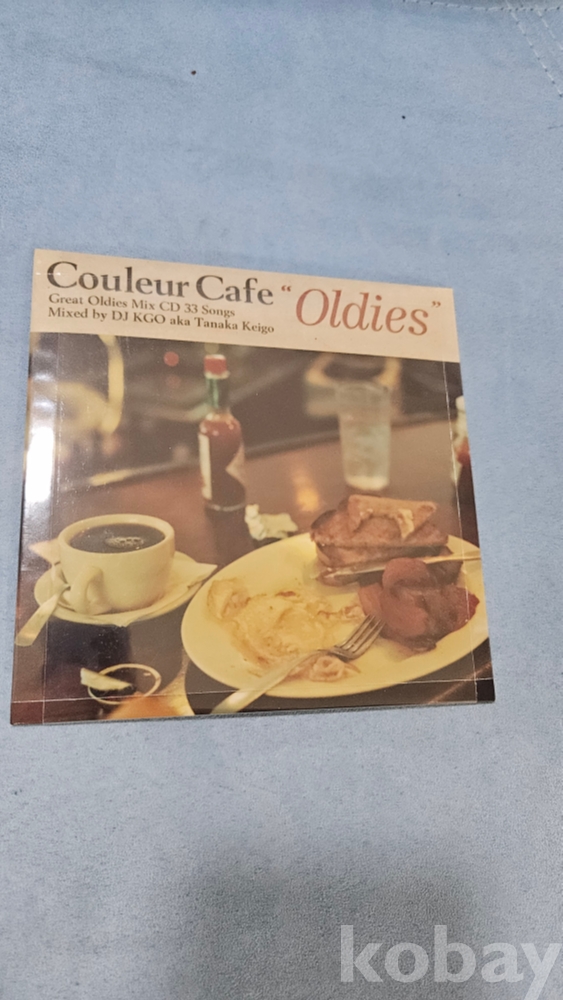 Couleur Cafe “Oldies”
Great Oldies Mix CD 33 Songs
Mixed by DJ KGO aka Tanaka Keigo
kobay